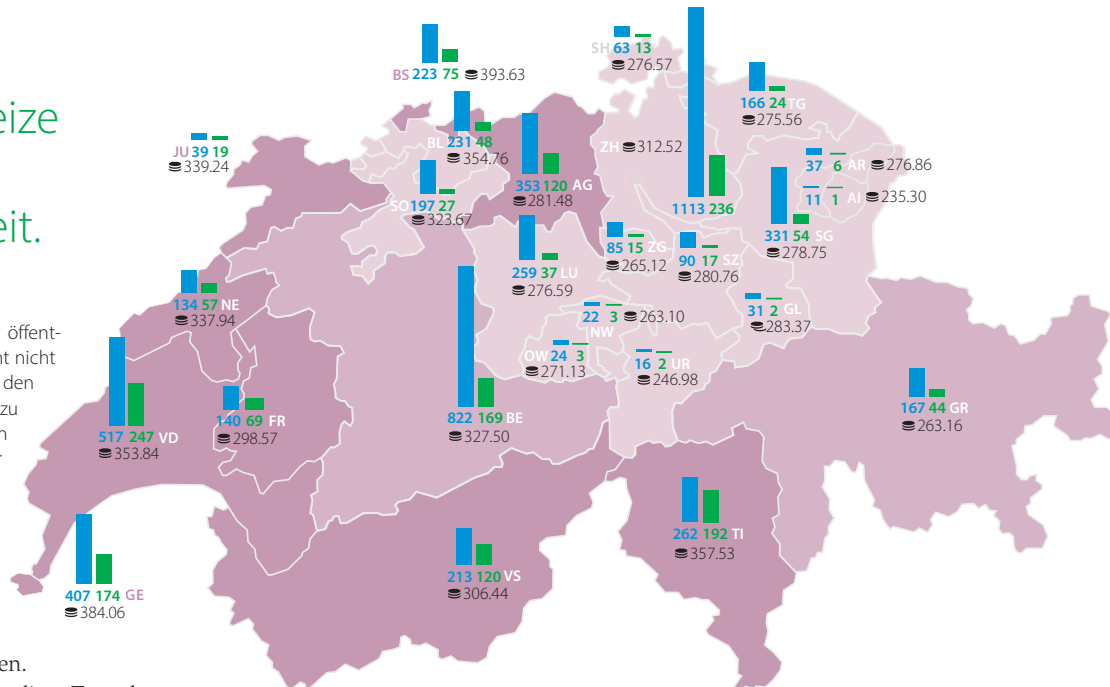 eize
eit.
öffent-
nt nicht
den
zu
n
r
en.
SH 63 13
276.57
BS 223 75 393.63
166 24 TG
275.56
JU 39 19
339.24
BL 231 48
354.76
ZH 312.52
37 6 AR 276.86
353 120 AG
281.48
11 1 AI 235.30
SO 197 27
323.67
1113 236
331 54 SG
278.75
85 15 ZG
265.12
90 17 SZ
280.76
259 37 LU
276.59
134 57 NE
337.94
22 3 263.10
NW
31 2 GL
283.37
OW 24 3
271.13
16 2 UR
246.98
167 44 GR
263.16
140 69 FR
298.57
822 169 BE
327.50
517 247 VD
353.84
262 192 TI
357.53
213 120 VS
306.44
407 174 GE
384.06